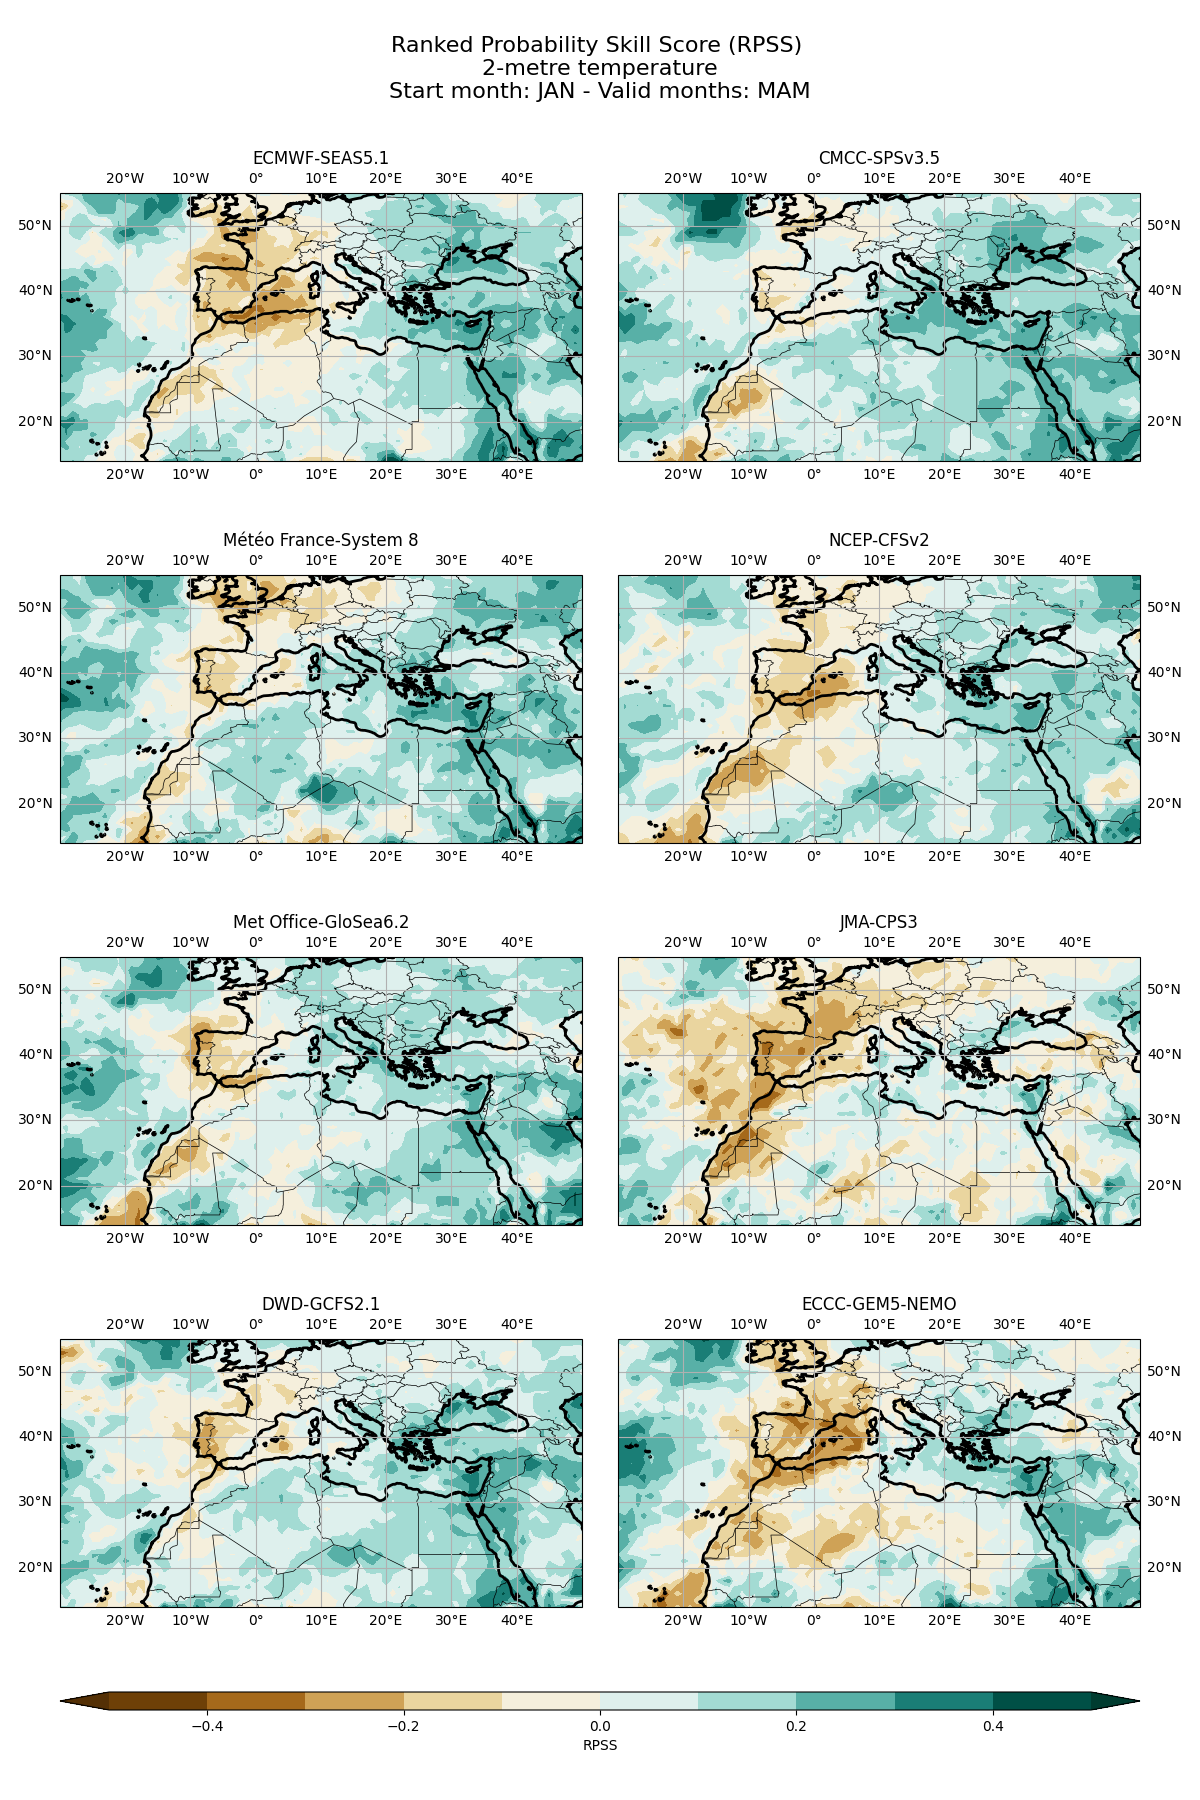 Ranked Probability Skill Score (RPSS)
2-metre temperature
Start month: JAN - Valid months: MAM
ECMWF-SEAS5.1
CMCC-SPSv3.5
20°W 10°W 0° 10°E 20°E 30°E 40°E
20°W 10°W 0° 10°E 20°E 30°E 40°E
50°N
50°N
40°N
40°N
30°N
30°N
20°N
20°N
20°W 10°W 0° 10°E 20°E 30°E 40°E
20°W 10°W 0° 10°E 20°E 30°E 40°E
Météo France-System 8
NCEP-CFSv2
20°W 10°W 0° 10°E 20°E 30°E 40°E
20°W 10°W 0° 10°E 20°E 30°E 40°E
50°N
50°N
40°N
40°N
30°N
30°N
20°N
20°N
20°W 10°W 0° 10°E 20°E 30°E 40°E
20°W 10°W 0° 10°E 20°E 30°E 40°E
Met Office-GloSea6.2
JMA-CPS3
20°W 10°W 0° 10°E 20°E 30°E 40°E
20°W 10°W 0° 10°E 20°E 30°E 40°E
50°N
50°N
40°N
40°N
30°N
30°N
20°N
20°N
20°W 10°W 0° 10°E 20°E 30°E 40°E
20°W 10°W 0° 10°E 20°E 30°E 40°E
DWD-GCFS2.1
ECCC-GEM5-NEMO
20°W 10°W 0° 10°E 20°E 30°E 40°E
20°W 10°W 0° 10°E 20°E 30°E 40°E
50°N
50°N
40°N
40°N
30°N
30°N
20°N
20°N
20°W 10°W 0° 10°E 20°E 30°E 40°E
20°W 10°W 0° 10°E 20°E 30°E 40°E
−0.4 −0.2 0.0 0.2 0.4
RPSS